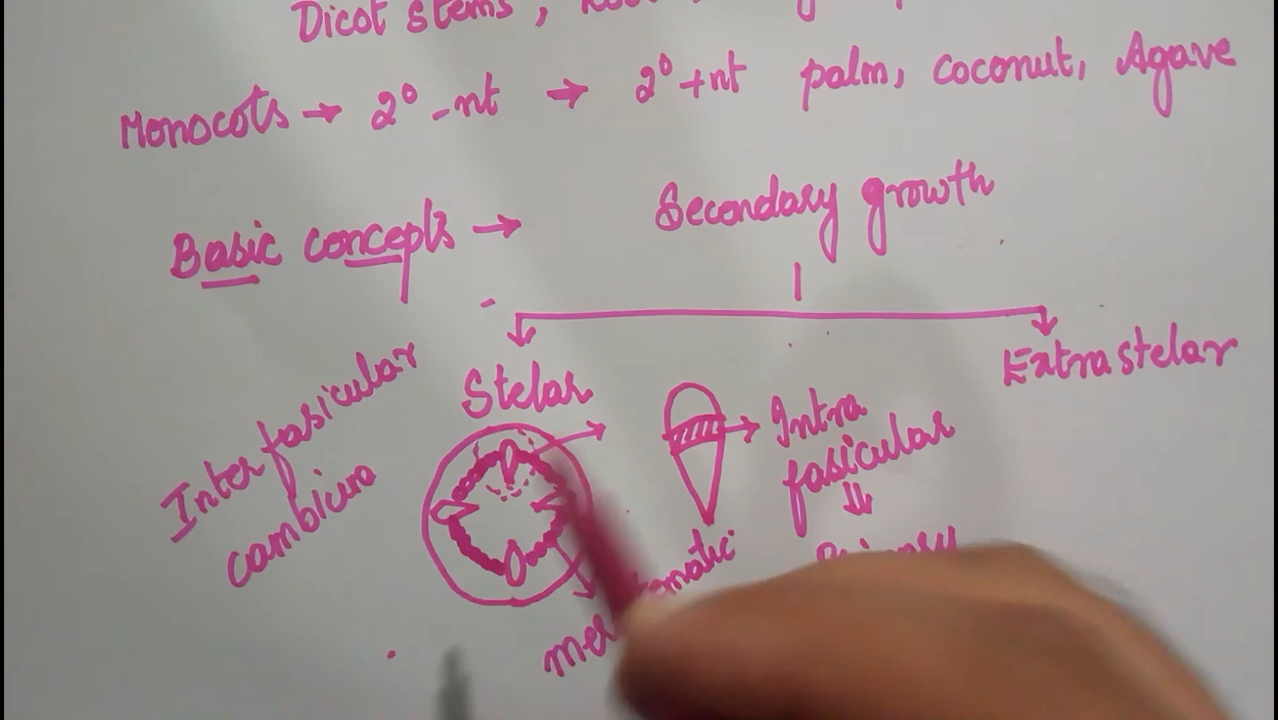 Dicot stems,
Monocots → 2° -nt → 2° +nt palm, coconut, Agave
Basic concepts → Secondary growth
Stelar
Extrastelar
Inter fasicular
cambium
Intra
fasicular